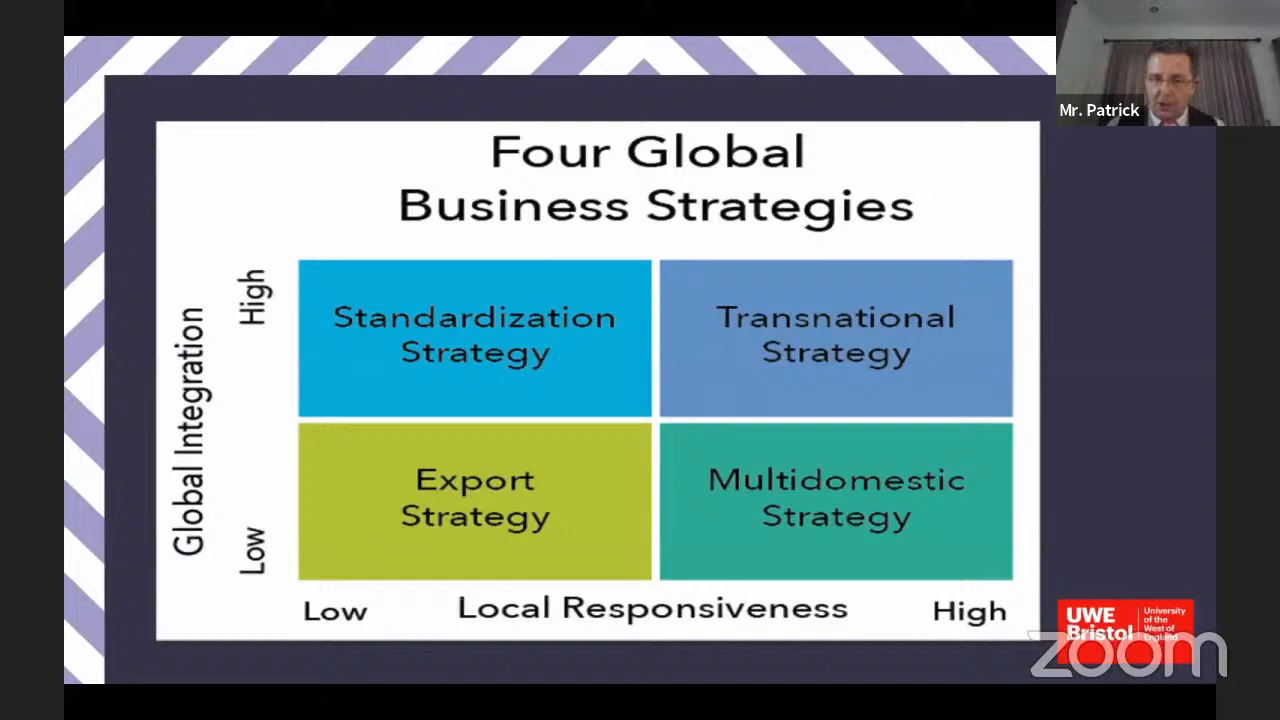 Mr. Patrick
Four Global
Business Strategies
Global Integration
High
Low
Standardization
Strategy
Transnational
Strategy
Export
Strategy
Multidomestic
Strategy
Low
Local Responsiveness
High
UWE
Bristol
University
of the
West of
England
zoom